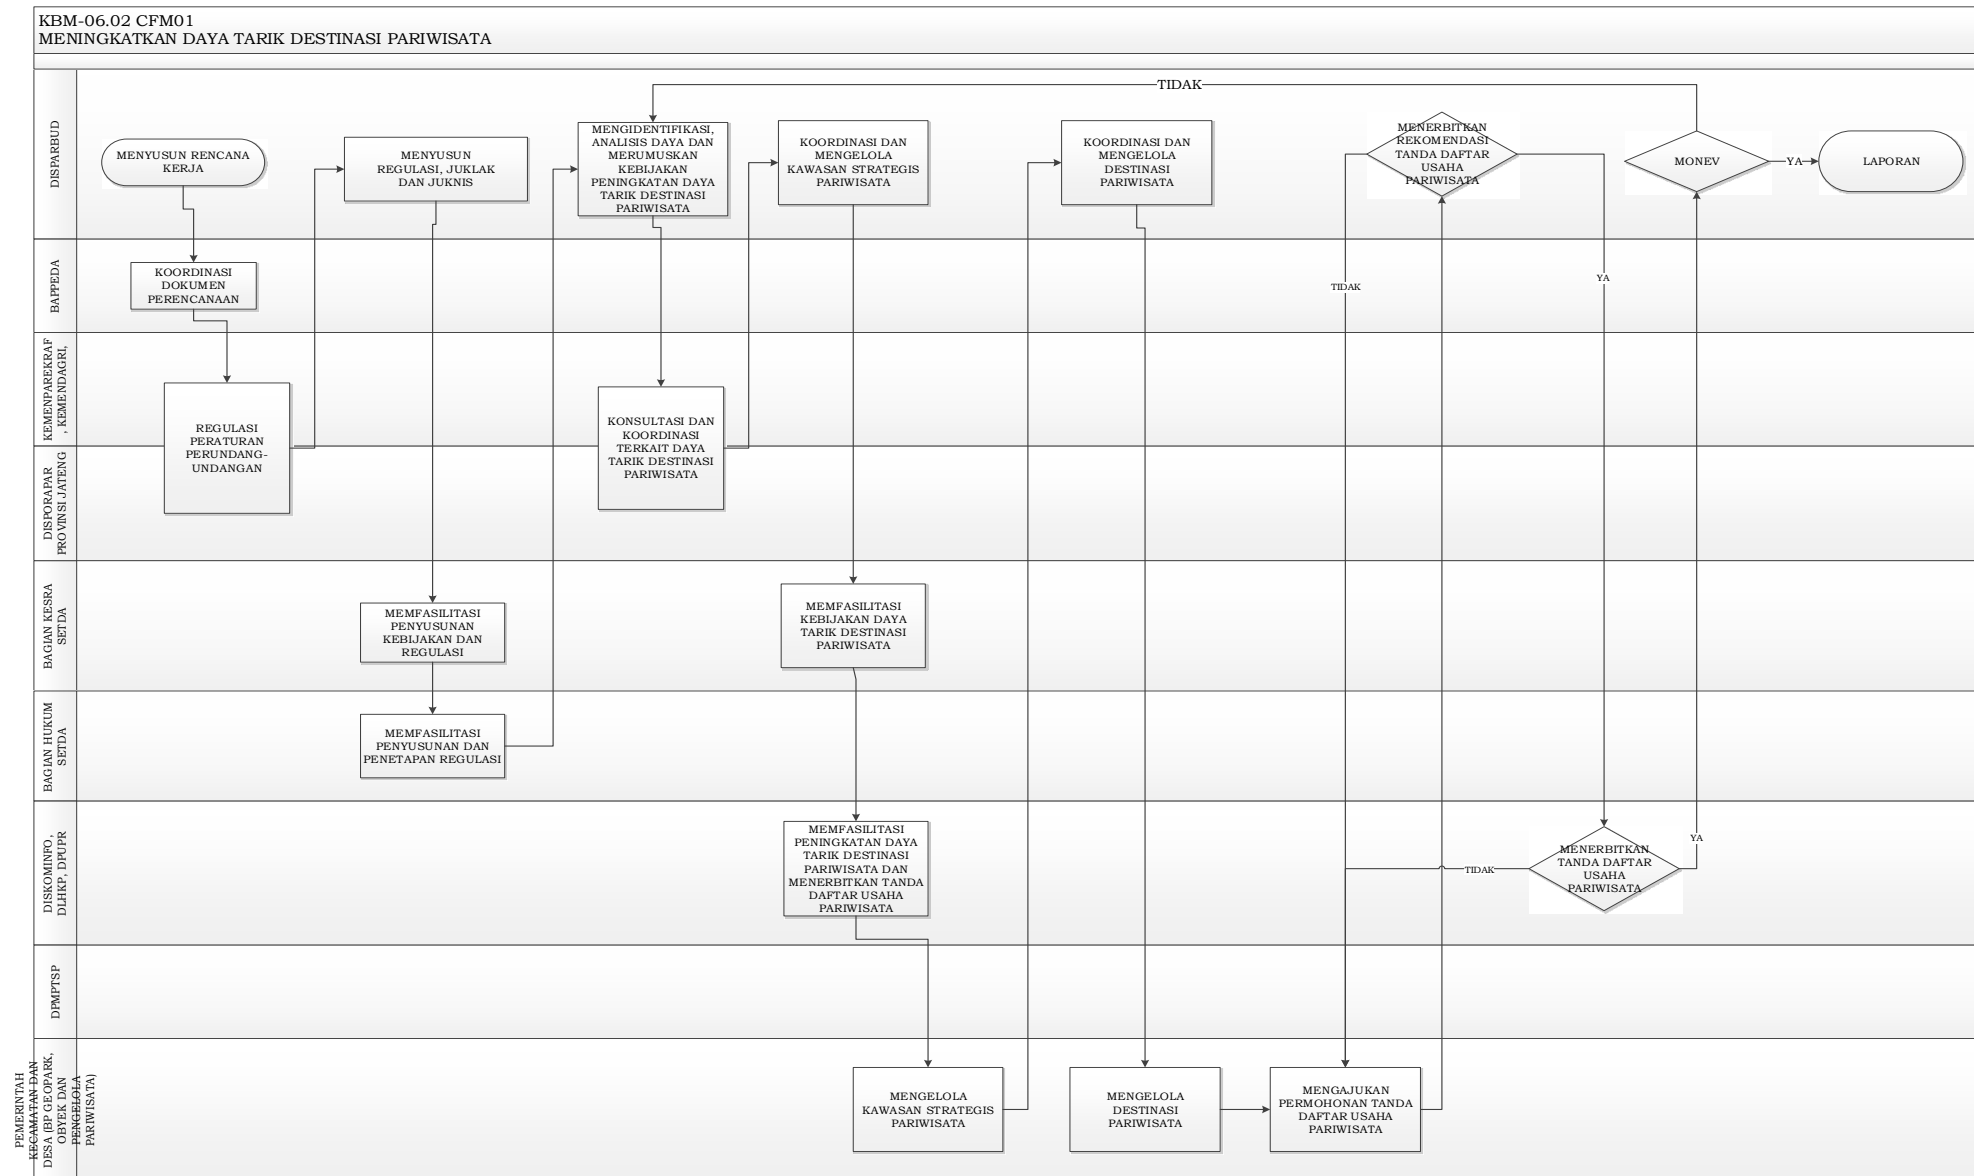 KBM-06.02 CFM01
MENINGKATKAN DAYA TARIK DESTINASI PARIWISATA
DISPARBUD
MENYUSUN RENCANA
KERJA
MENYUSUN
REGULASI, JUKLAK
DAN JUKNIS
MENGIDENTIFIKASI,
ANALISIS DAYA DAN
MERUMUSKAN
KEBIJAKAN
PENINGKATAN DAYA
TARIK DESTINASI
PARIWISATA
KOORDINASI DAN
MENGELOLA
KAWASAN STRATEGIS
PARIWISATA
KOORDINASI DAN
MENGELOLA
DESTINASI
PARIWISATA
TIDAK
MENERBITKAN
REKOMENDASI
TANDA DAFTAR
USAHA
PARIWISATA
MONEV
YA
LAPORAN
BAPPEDA
KOORDINASI
DOKUMEN
PERENCANAAN
TIDAK
YA
KEMENPAREKRAF
, KEMENDAGRI,
REGULASI
PERATURAN
PERUNDANG-
UNDANGAN
KONSULTASI DAN
KOORDINASI
TERKAIT DAYA
TARIK DESTINASI
PARIWISATA
DISPORAPAR
PROVINSI JATENG
BAGIAN KESRA
SETDA
MEMFASILITASI
PENYUSUNAN
KEBIJAKAN DAN
REGULASI
MEMFASILITASI
KEBIJAKAN DAYA
TARIK DESTINASI
PARIWISATA
BAGIAN HUKUM
SETDA
MEMFASILITASI
PENYUSUNAN DAN
PENETAPAN REGULASI
DISKOMINFO,
DLHKP, DPUPR
MEMFASILITASI
PENINGKATAN DAYA
TARIK DESTINASI
PARIWISATA DAN
MENERBITKAN TANDA
DAFTAR USAHA
PARIWISATA
TIDAK
MENERBITKAN
TANDA DAFTAR
USAHA
PARIWISATA
YA
DPMPTSP
PEMERINTAH
KECAMATAN DAN
DESA (BP GEOPARK,
OBYEK DAN
PENGELOLA
PARIWISATA)
MENGELOLA
KAWASAN STRATEGIS
PARIWISATA
MENGELOLA
DESTINASI
PARIWISATA
MENGAJUKAN
PERMOHONAN TANDA
DAFTAR USAHA
PARIWISATA